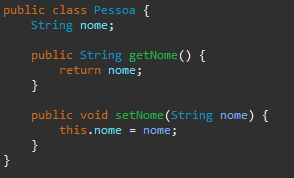 public class Pessoa {
    String nome;

    public String getNome() {
        return nome;
    }

    public void setNome(String nome) {
        this.nome = nome;
    }
}